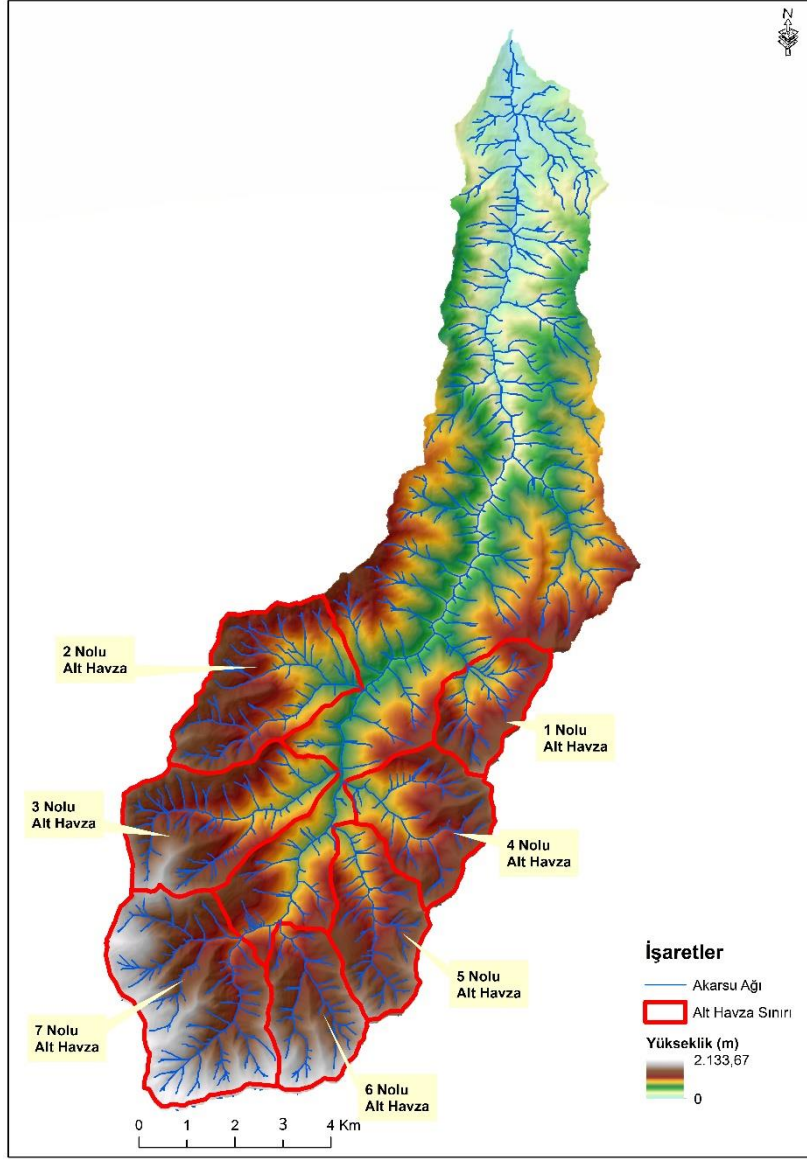 N
2 Nolu
Alt Havza
1 Nolu
Alt Havza
3 Nolu
Alt Havza
4 Nolu
Alt Havza
5 Nolu
Alt Havza
7 Nolu
Alt Havza
6 Nolu
Alt Havza
İşaretler
Akarsu Ağı
Alt Havza Sınırı
Yükseklik (m)
2.133,67
0
0 1 2 3 4 Km